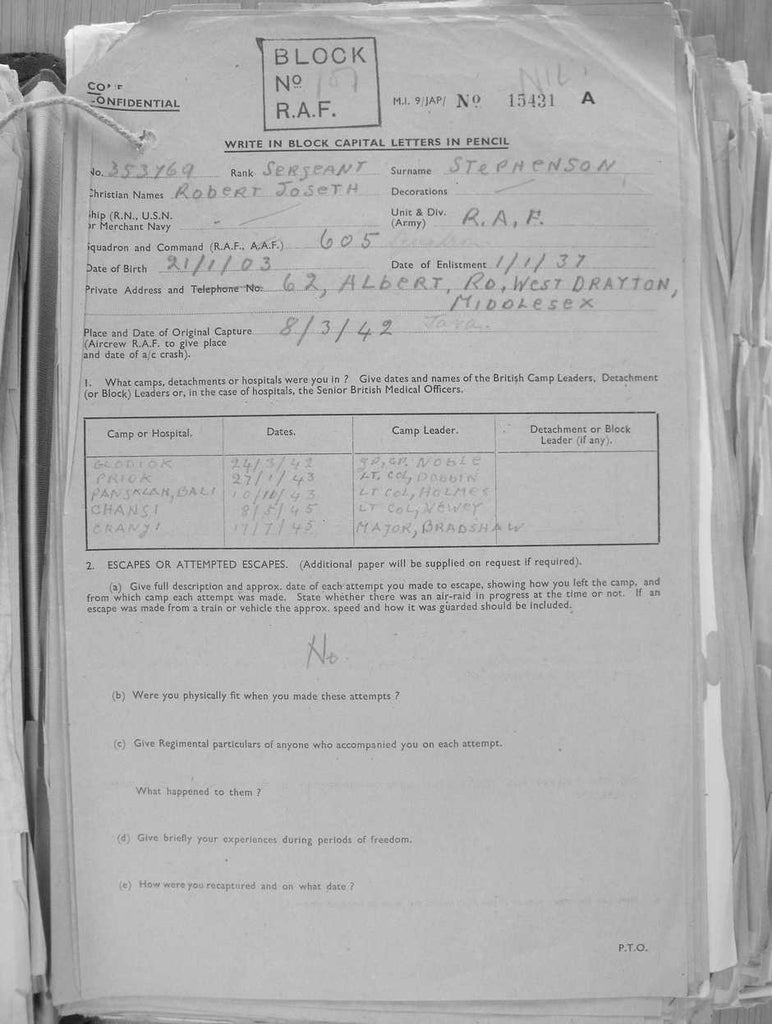 BLOCK
Nº
R.A.F.
NIL
CONFIDENTIAL
M.I. 9/JAP/ Nº 15431 A
WRITE IN BLOCK CAPITAL LETTERS IN PENCIL
No. 353769 Rank SERGEANT Surname STEPHENSON
Christian Names ROBERT JOSETH Decorations
Ship (R.N., U.S.N. Unit & Div. R.A.F.
or Merchant Navy (Army)
Squadron and Command (R.A.F., A.A.F.) 605
Date of Birth 21/1/03 Date of Enlistment 1/1/37
Private Address and Telephone No. 62, ALBERT, RD, WEST DRAYTON,
MIDDLESEX
Place and Date of Original Capture 8/3/42 Java.
(Aircrew R.A.F. to give place
and date of a/c crash).
1. What camps, detachments or hospitals were you in ? Give dates and names of the British Camp Leaders, Detachment
(or Block) Leaders or, in the case of hospitals, the Senior British Medical Officers.
Camp or Hospital. Dates. Camp Leader. Detachment or Block
Leader (if any).
GLODIOK 24/3/42 GP, CP. NOBLE
PRIOK 27/1/43 LT, COL, DOBBIN
PANGKLAN, BALI 10/11/43 LT COL, HOLMES
CHANGI 8/5/45 LT COL, NEWEY
CRANJI 17/7/45 MAJOR, BRADSHAW
2. ESCAPES OR ATTEMPTED ESCAPES. (Additional paper will be supplied on request if required).
(a) Give full description and approx. date of each attempt you made to escape, showing how you left the camp, and
from which camp each attempt was made. State whether there was an air-raid in progress at the time or not. If an
escape was made from a train or vehicle the approx. speed and how it was guarded should be included.
No.
(b) Were you physically fit when you made these attempts ?
(c) Give Regimental particulars of anyone who accompanied you on each attempt.
What happened to them ?
(d) Give briefly your experiences during periods of freedom.
(e) How were you recaptured and on what date ?
P.T.O.